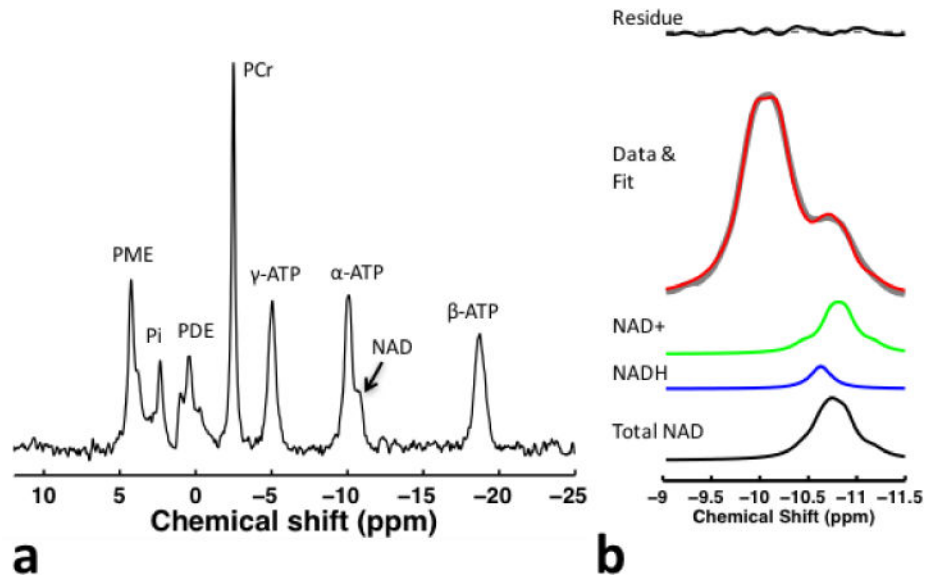 PCr
PME
Pi
PDE
γ-ATP
α-ATP
NAD
β-ATP
10 5 0 −5 −10 −15 −20 −25
Chemical shift (ppm)
a
Residue
Data &
Fit
NAD+
NADH
Total NAD
−9 −9.5 −10 −10.5 −11 −11.5
Chemical Shift (ppm)
b